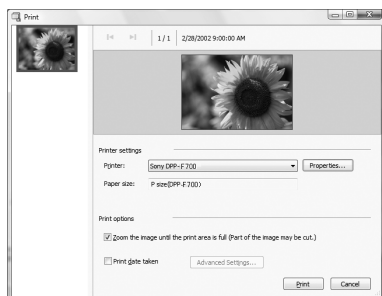 Print
1 / 1 2/28/2002 9:00:00 AM
Printer settings
Printer: Sony DPP-F700 Properties...
Paper size: P size(DPP-F700)
Print options
Zoom the image until the print area is full (Part of the image may be cut.)
Print date taken Advanced Settings...
Print Cancel